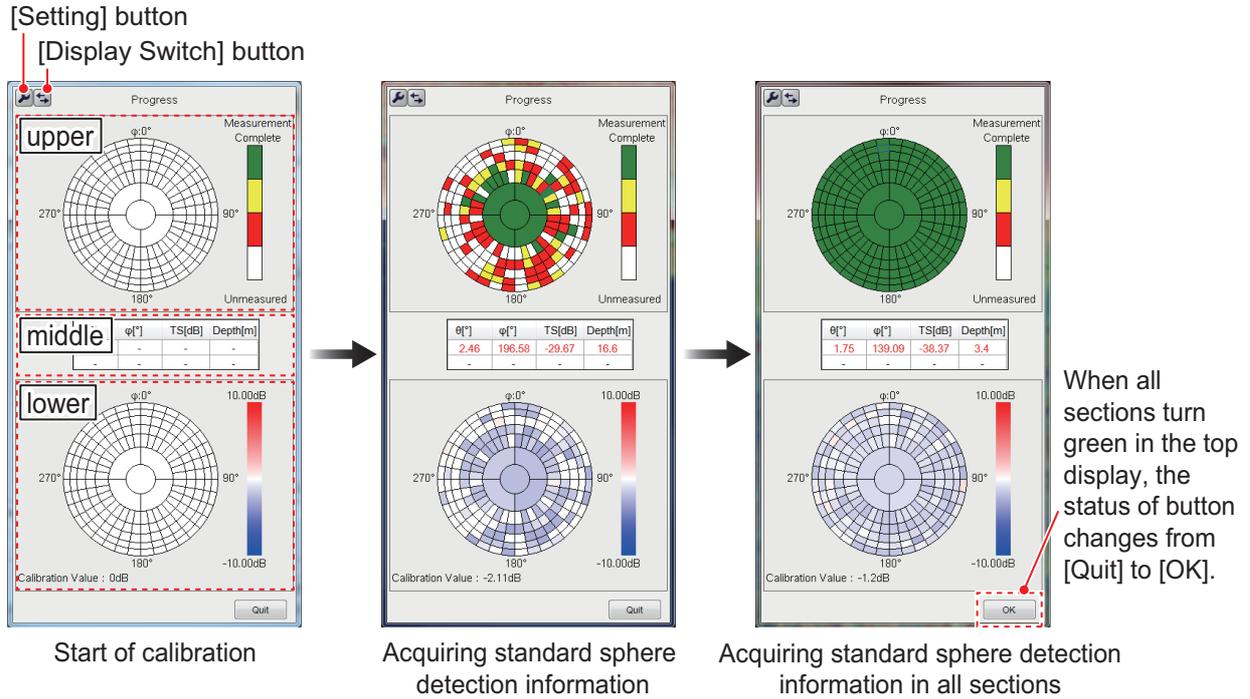 [Setting] button
[Display Switch] button
Progress
upper
φ:0°
Measurement
Complete
270°
90°
180°
Unmeasured
middle
φ[°] TS[dB] Depth[m]
- - -
- - -
lower
φ:0°
10.00dB
270°
90°
180°
-10.00dB
Calibration Value : 0dB
Quit
Start of calibration
Progress
φ:0°
Measurement
Complete
270°
90°
180°
Unmeasured
θ[°] φ[°] TS[dB] Depth[m]
2.46 196.58 -29.67 16.6
- - - -
φ:0°
10.00dB
270°
90°
180°
-10.00dB
Calibration Value : -2.11dB
Quit
Acquiring standard sphere
detection information
Progress
φ:0°
Measurement
Complete
270°
90°
180°
Unmeasured
θ[°] φ[°] TS[dB] Depth[m]
1.75 139.09 -38.37 3.4
- - - -
φ:0°
10.00dB
270°
90°
180°
-10.00dB
Calibration Value : -1.2dB
OK
Acquiring standard sphere detection
information in all sections
When all
sections turn
green in the top
display, the
status of button
changes from
[Quit] to [OK].